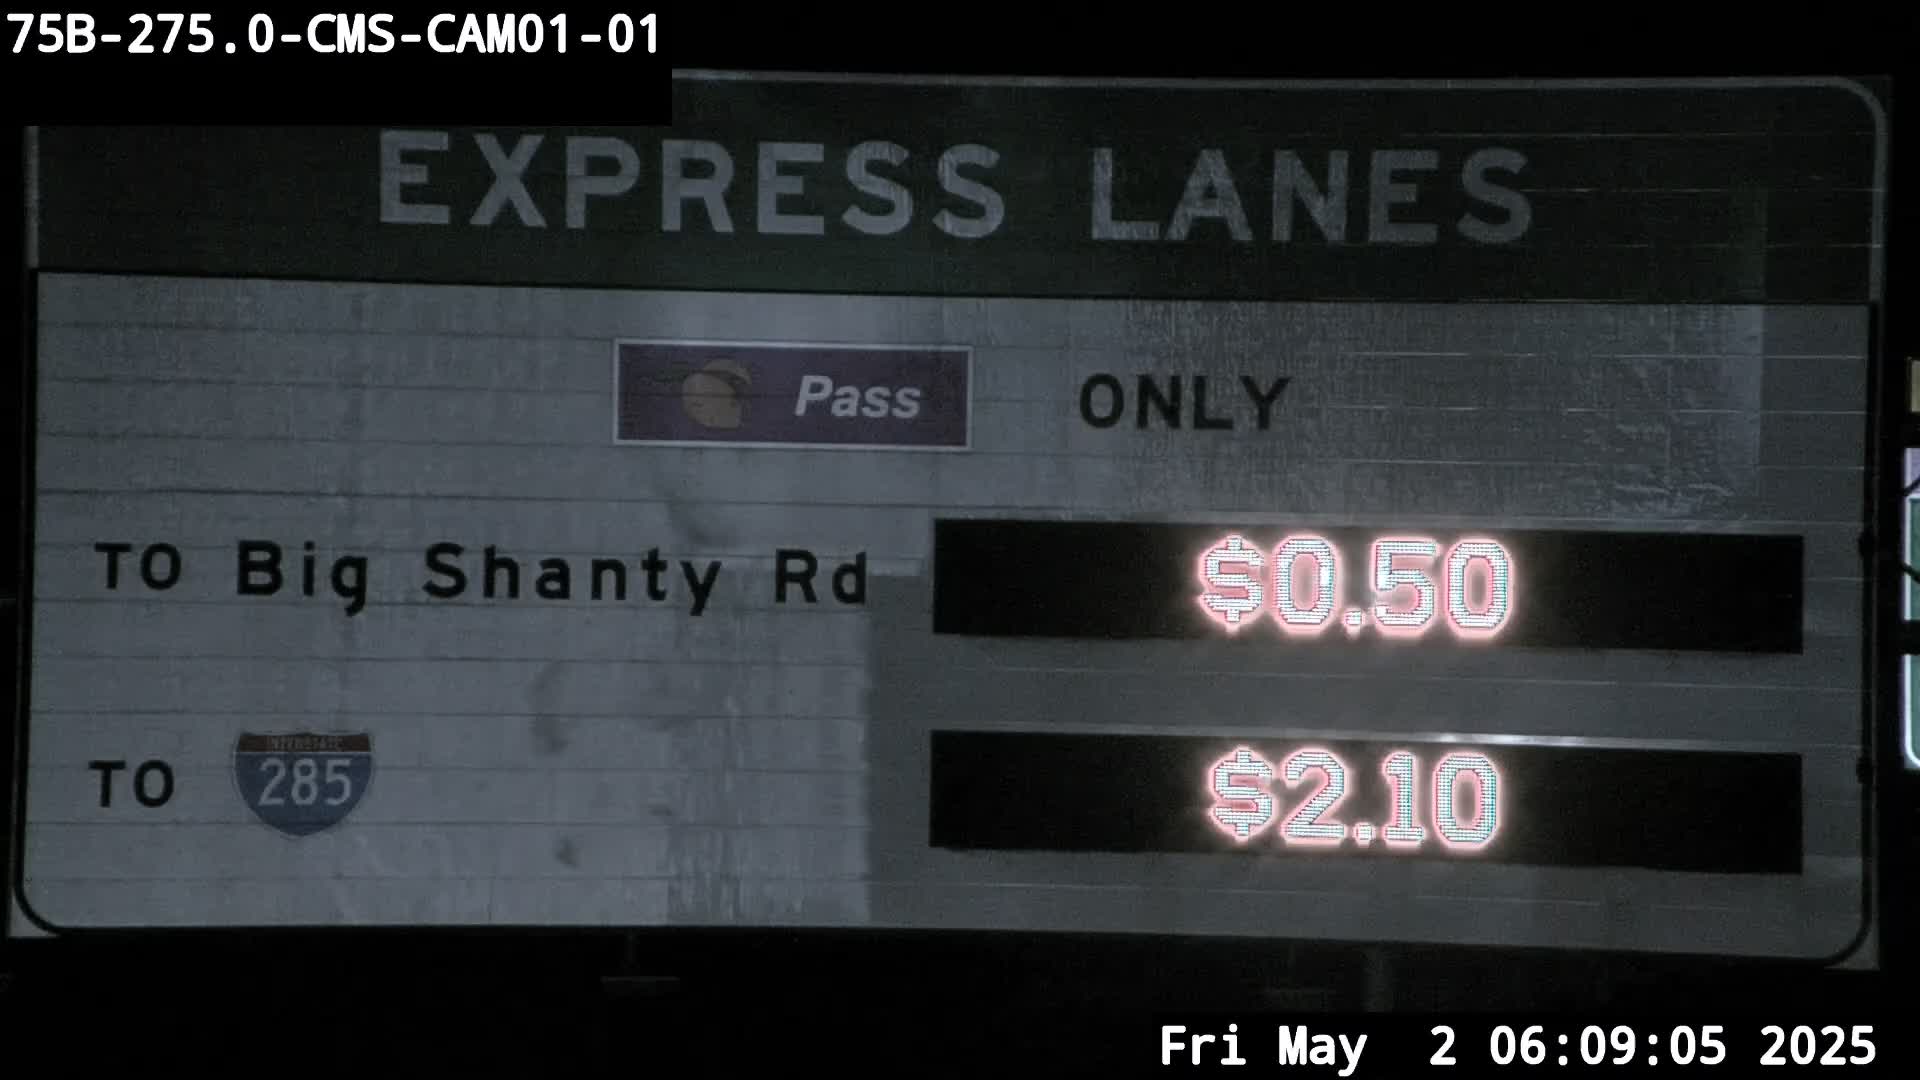 75B-275.0-CMS-CAM01-01
EXPRESS LANES
Pass ONLY
TO Big Shanty Rd $0.50
INTERSTATE
TO 285 $2.10
Fri May 2 06:09:05 2025